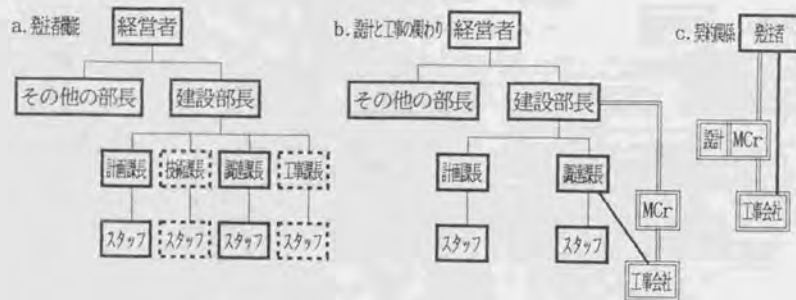 a.発注者機能
経営者
その他の部長
建設部長
計画課長
技術課長
調達課長
工事課長
スタッフ
スタッフ
スタッフ
スタッフ
b.設計と工事の関わり
経営者
その他の部長
建設部長
計画課長
調達課長
スタッフ
スタッフ
MCr
工事会社
c.契約関係
発注者
設計
MCr
工事会社